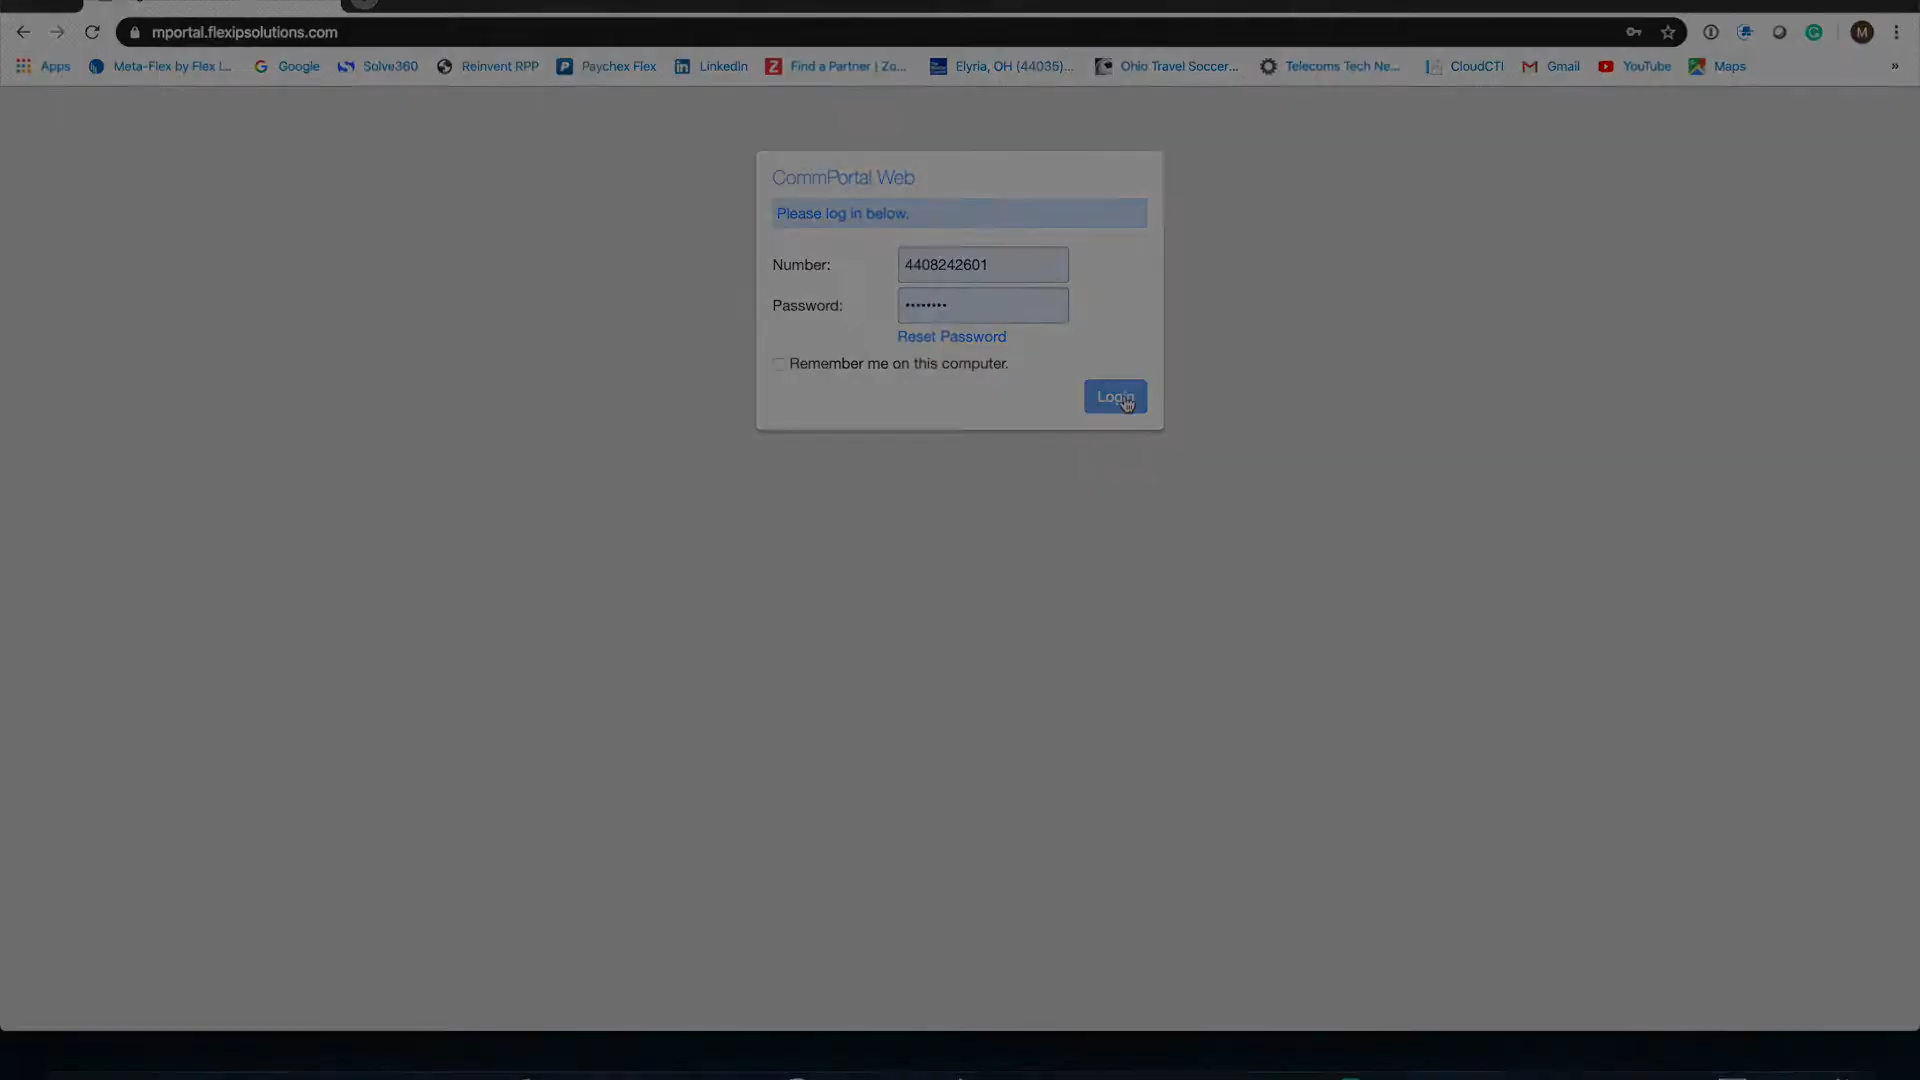 mportal.flexipsolutions.com
M
Apps Meta-Flex by Flex I... Google Solve360 Reinvent RPP Paychex Flex LinkedIn Find a Partner | Zo... Elyria, OH (44035)... Ohio Travel Soccer... Telecoms Tech Ne... CloudCTI Gmail YouTube Maps »
CommPortal Web
Please log in below.
Number: 4408242601
Password: ••••••••
Reset Password
Remember me on this computer.
Login